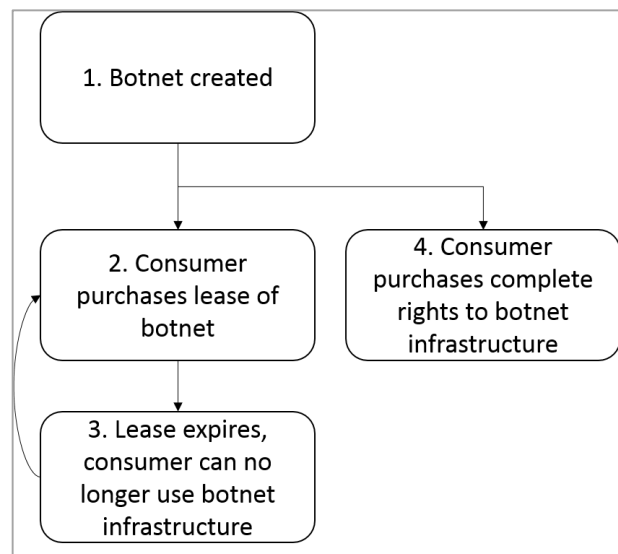 1. Botnet created
2. Consumer
purchases lease of
botnet
4. Consumer
purchases complete
rights to botnet
infrastructure
3. Lease expires,
consumer can no
longer use botnet
infrastructure